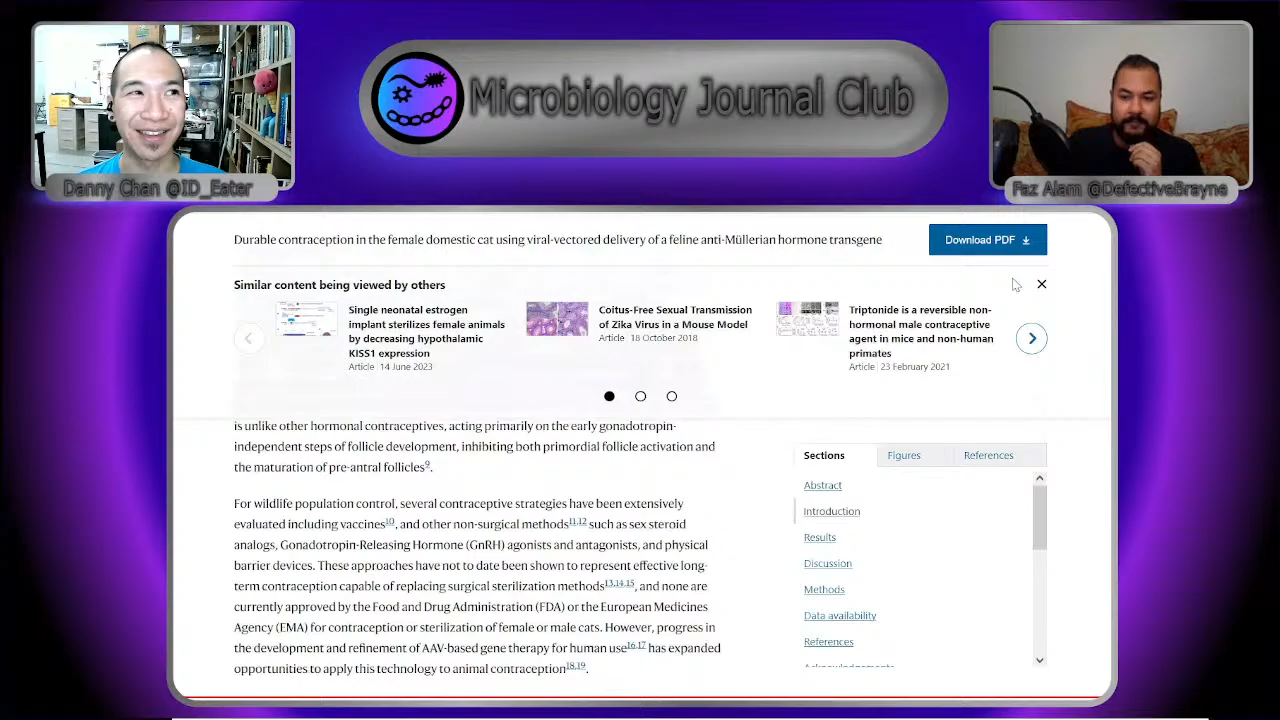 Microbiology Journal Club
Danny Chan @ID_Eater
Faz Alam @DefectiveBrayne
Durable contraception in the female domestic cat using viral-vectored delivery of a feline anti-Müllerian hormone transgene
Download PDF
Similar content being viewed by others
Single neonatal estrogen
implant sterilizes female animals
by decreasing hypothalamic
KISS1 expression
Article 14 June 2023
Coitus-Free Sexual Transmission
of Zika Virus in a Mouse Model
Article 18 October 2018
Triptonide is a reversible non-
hormonal male contraceptive
agent in mice and non-human
primates
Article 23 February 2021
is unlike other hormonal contraceptives, acting primarily on the early gonadotropin-
independent steps of follicle development, inhibiting both primordial follicle activation and
the maturation of pre-antral follicles9.
For wildlife population control, several contraceptive strategies have been extensively
evaluated including vaccines10, and other non-surgical methods11,12 such as sex steroid
analogs, Gonadotropin-Releasing Hormone (GnRH) agonists and antagonists, and physical
barrier devices. These approaches have not to date been shown to represent effective long-
term contraception capable of replacing surgical sterilization methods13,14,15, and none are
currently approved by the Food and Drug Administration (FDA) or the European Medicines
Agency (EMA) for contraception or sterilization of female or male cats. However, progress in
the development and refinement of AAV-based gene therapy for human use16,17 has expanded
opportunities to apply this technology to animal contraception18,19.
Sections
Figures
References
Abstract
Introduction
Results
Discussion
Methods
Data availability
References
Acknowledgements